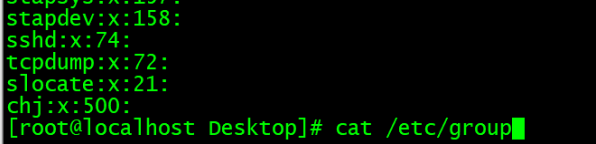 stapdev:x:158:
sshd:x:74:
tcpdump:x:72:
slocate:x:21:
chj:x:500:
[root@localhost Desktop]# cat /etc/group